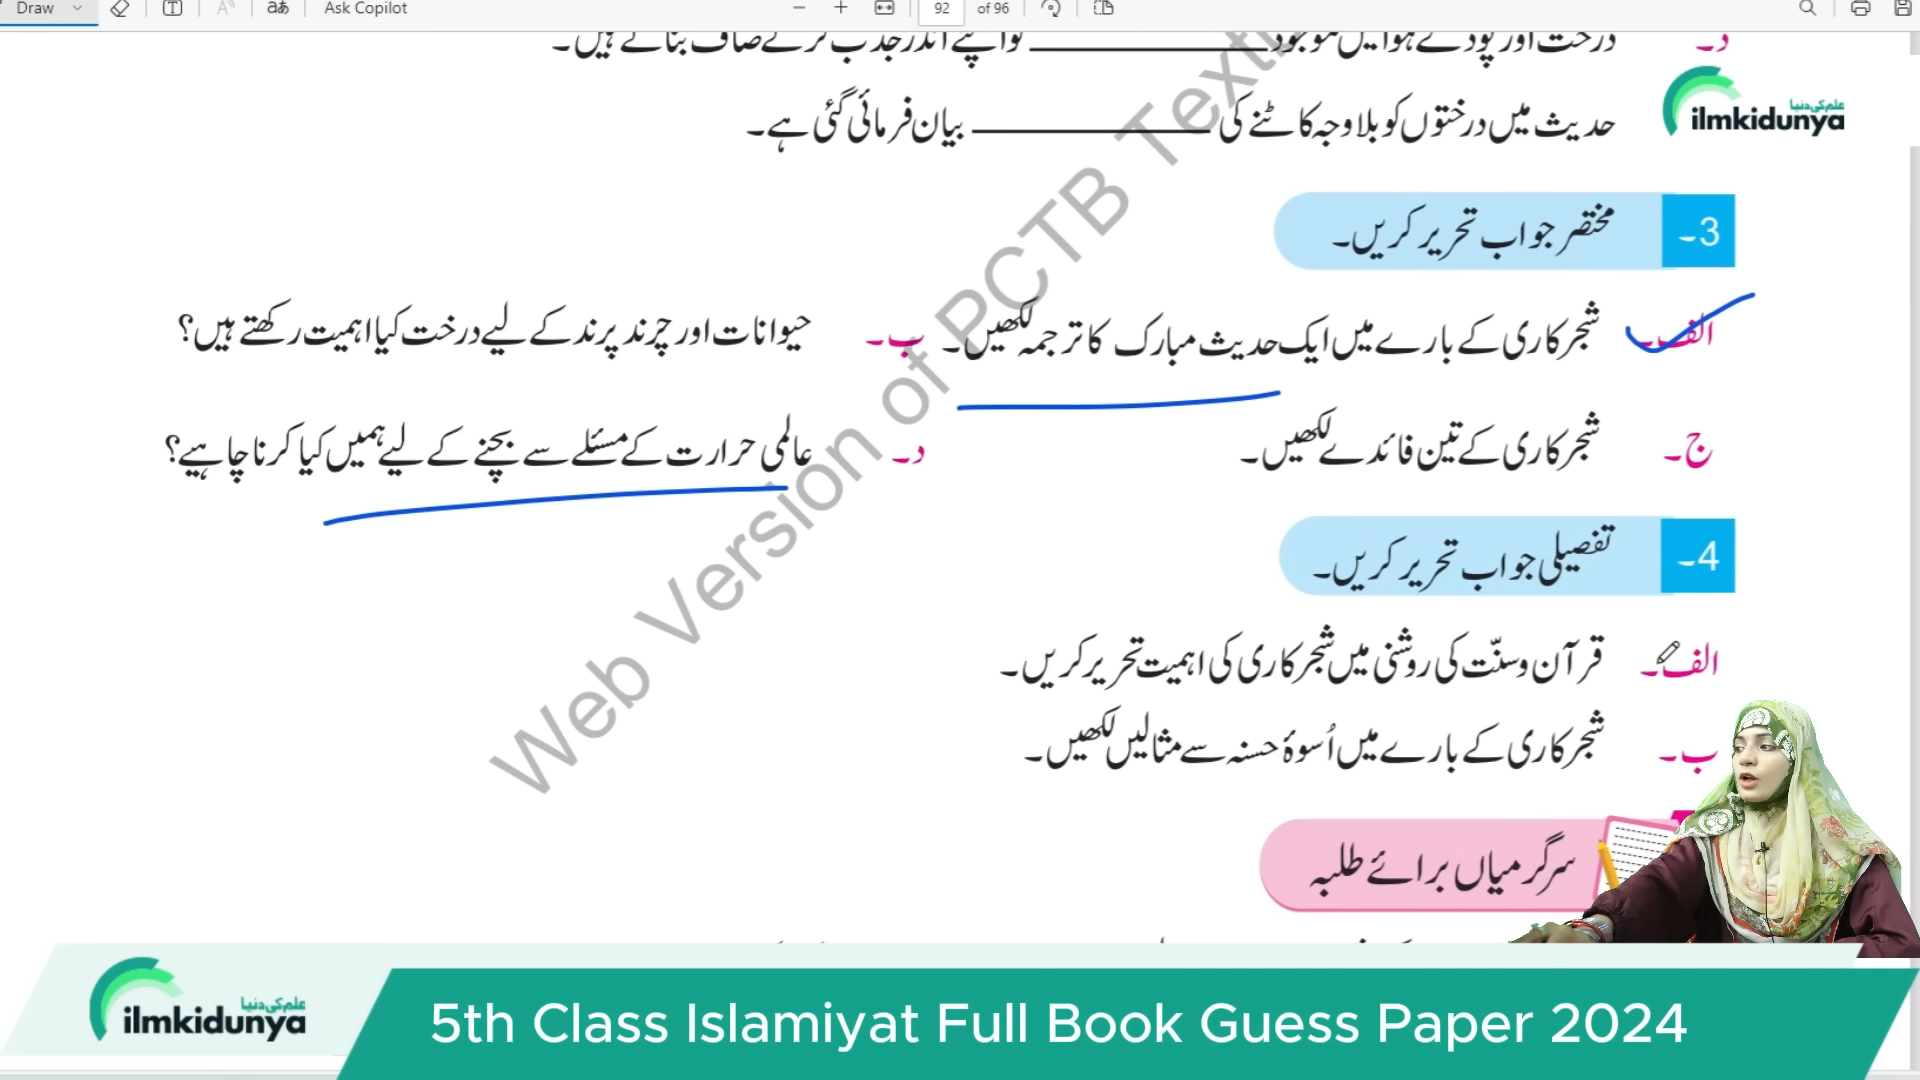 Draw Ask Copilot 92 of 96
د۔ درخت اور پودے ہوا میں موجود ________ کو اپنے اندر جذب کر کے صاف بناتے ہیں۔
حدیث میں درختوں کو بلا وجہ کاٹنے کی ________ بیان فرمائی گئی ہے۔
علم کی دنیا
ilmkidunya
3۔ مختصر جواب تحریر کریں۔
الف۔ شجرکاری کے بارے میں ایک حدیث مبارک کا ترجمہ لکھیں۔ ب۔ حیوانات اور چرند پرند کے لیے درخت کیا اہمیت رکھتے ہیں؟
ج۔ شجرکاری کے تین فائدے لکھیں۔ د۔ عالمی حرارت کے مسئلے سے بچنے کے لیے ہمیں کیا کرنا چاہیے؟
4۔ تفصیلی جواب تحریر کریں۔
الف۔ قرآن و سنّت کی روشنی میں شجرکاری کی اہمیت تحریر کریں۔
ب۔ شجرکاری کے بارے میں اُسوۂ حسنہ سے مثالیں لکھیں۔
سرگرمیاں برائے طلبہ
Web Version of PCTB
علم کی دنیا
ilmkidunya
5th Class Islamiyat Full Book Guess Paper 2024